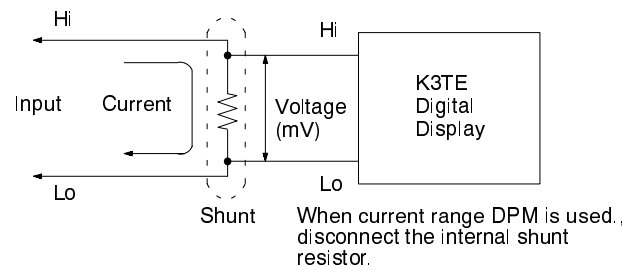 Hi
Hi
Input
Current
Voltage
(mV)
K3TE
Digital
Display
Lo
Lo
Shunt
When current range DPM is used.,
disconnect the internal shunt
resistor.